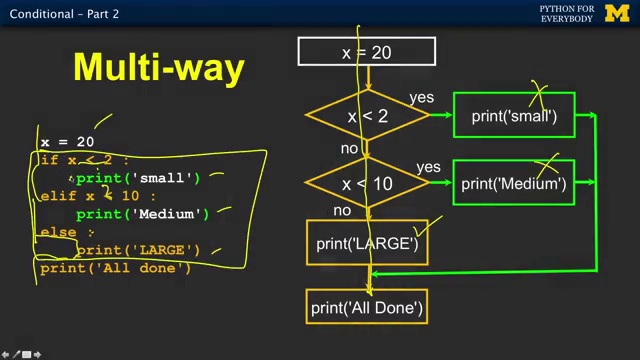 Conditional - Part 2
PYTHON FOR
EVERYBODY
M
Multi-way
x = 20
if x < 2 :
print('small')
elif x < 10 :
print('Medium')
else :
print('LARGE')
print('All done')
x = 20
x < 2
yes
print('small')
no
x < 10
yes
print('Medium')
no
print('LARGE')
print('All Done')